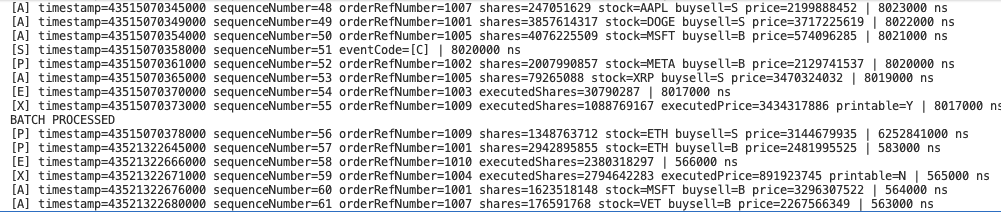 [A] timestamp=43515070345000 sequenceNumber=48 orderRefNumber=1007 shares=247051629 stock=AAPL buysell=S price=2199888452 | 8023000 ns
[A] timestamp=43515070349000 sequenceNumber=49 orderRefNumber=1001 shares=3857614317 stock=DOGE buysell=S price=3717225619 | 8022000 ns
[A] timestamp=43515070354000 sequenceNumber=50 orderRefNumber=1005 shares=4076225509 stock=MSFT buysell=B price=574096285 | 8021000 ns
[S] timestamp=43515070358000 sequenceNumber=51 eventCode=[C] | 8020000 ns
[P] timestamp=43515070361000 sequenceNumber=52 orderRefNumber=1002 shares=2007990857 stock=META buysell=B price=2129741537 | 8020000 ns
[A] timestamp=43515070365000 sequenceNumber=53 orderRefNumber=1005 shares=79265088 stock=XRP buysell=S price=3470324032 | 8019000 ns
[E] timestamp=43515070370000 sequenceNumber=54 orderRefNumber=1003 executedShares=30790287 | 8017000 ns
[X] timestamp=43515070373000 sequenceNumber=55 orderRefNumber=1009 executedShares=1088769167 executedPrice=3434317886 printable=Y | 8017000 ns
BATCH PROCESSED
[P] timestamp=43515070378000 sequenceNumber=56 orderRefNumber=1009 shares=1348763712 stock=ETH buysell=S price=3144679935 | 6252841000 ns
[P] timestamp=43521322645000 sequenceNumber=57 orderRefNumber=1001 shares=2942895855 stock=ETH buysell=B price=2481995525 | 583000 ns
[E] timestamp=43521322666000 sequenceNumber=58 orderRefNumber=1010 executedShares=2380318297 | 566000 ns
[X] timestamp=43521322671000 sequenceNumber=59 orderRefNumber=1004 executedShares=2794642283 executedPrice=891923745 printable=N | 565000 ns
[A] timestamp=43521322676000 sequenceNumber=60 orderRefNumber=1001 shares=1623518148 stock=MSFT buysell=B price=3296307522 | 564000 ns
[A] timestamp=43521322680000 sequenceNumber=61 orderRefNumber=1007 shares=176591768 stock=VET buysell=B price=2267566349 | 563000 ns